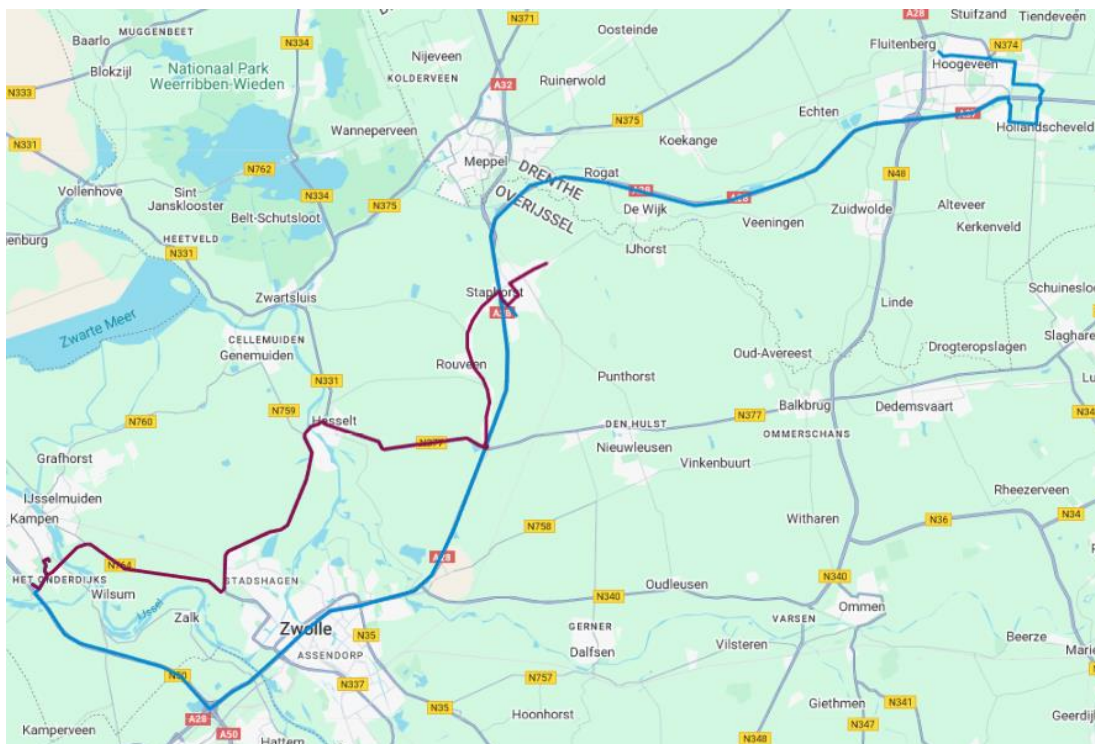 Stuifzand
Tiendeveen
A28
N371
Oosteinde
MUGGENBEET
Baarlo
N334
Fluitenberg
N374
Nijeveen
Hoogeveen
Blokzijl
Nationaal Park
Weerribben-Wieden
KOLDERVEEN
Ruinerwold
A32
N333
Echten
A37
N375
Wanneperveen
Hollandscheveld
Koekange
N331
Meppel
DRENTHE
N762
Rogat
N48
OVERIJSSEL
Vollenhove
Sint
Jansklooster
N334
De Wijk
Zuidwolde
Alteveer
Belt-Schutsloot
N375
Veeningen
Kerkenveld
HEETVELD
N331
IJhorst
Zwartsluis
Staphorst
Linde
Zwarte Meer
CELLEMUIDEN
Genemuiden
Drogteropslagen
Oud-Avereest
Rouveen
Punthorst
N331
Dedemsvaart
Balkbrug
N759
N377
Hasselt
N760
DEN HULST
OMMERSCHANS
N377
Nieuwleusen
Grafhorst
Vinkenbuurt
Rheezerveen
IJsselmuiden
Kampen
N36
N34
N758
Witharen
A28
HET ONDERDIJKS
STADSHAGEN
Wilsum
Oudleusen
N340
N340
Ommen
IJssel
Zalk
Zwolle
GERNER
VARSEN
N35
Dalfsen
Vilsteren
Beerze
ASSENDORP
N50
N337
N757
N341
N35
Giethmen
A28
Hoonhorst
N347
Kamperveen
A50
Hattem
N348